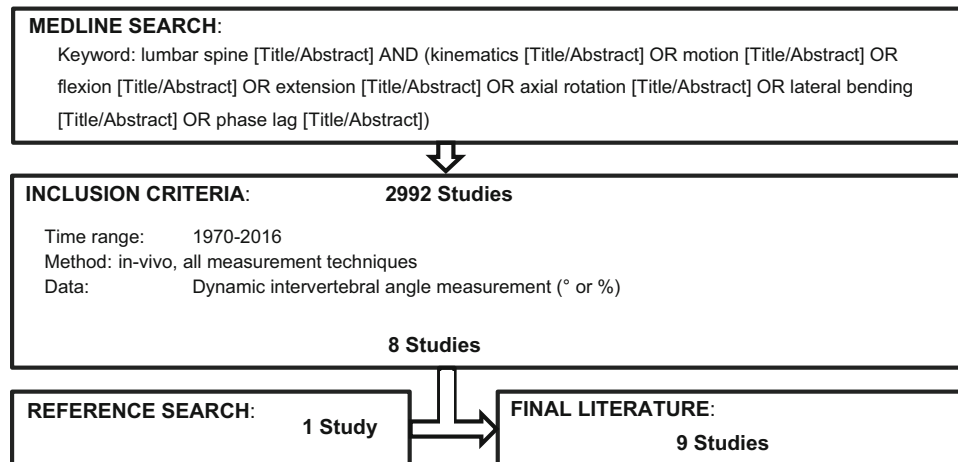 MEDLINE SEARCH:
Keyword: lumbar spine [Title/Abstract] AND (kinematics [Title/Abstract] OR motion [Title/Abstract] OR
flexion [Title/Abstract] OR extension [Title/Abstract] OR axial rotation [Title/Abstract] OR lateral bending
[Title/Abstract] OR phase lag [Title/Abstract])
INCLUSION CRITERIA: 2992 Studies
Time range: 1970-2016
Method: in-vivo, all measurement techniques
Data: Dynamic intervertebral angle measurement (° or %)
8 Studies
REFERENCE SEARCH:
1 Study
FINAL LITERATURE:
9 Studies